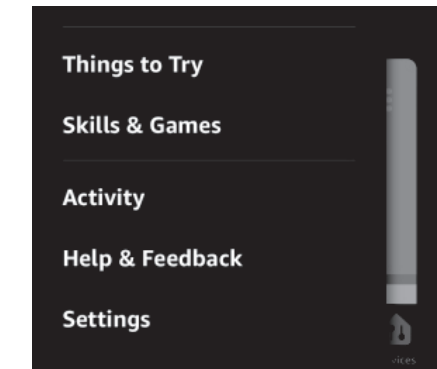 Things to Try
Skills & Games
Activity
Help & Feedback
Settings